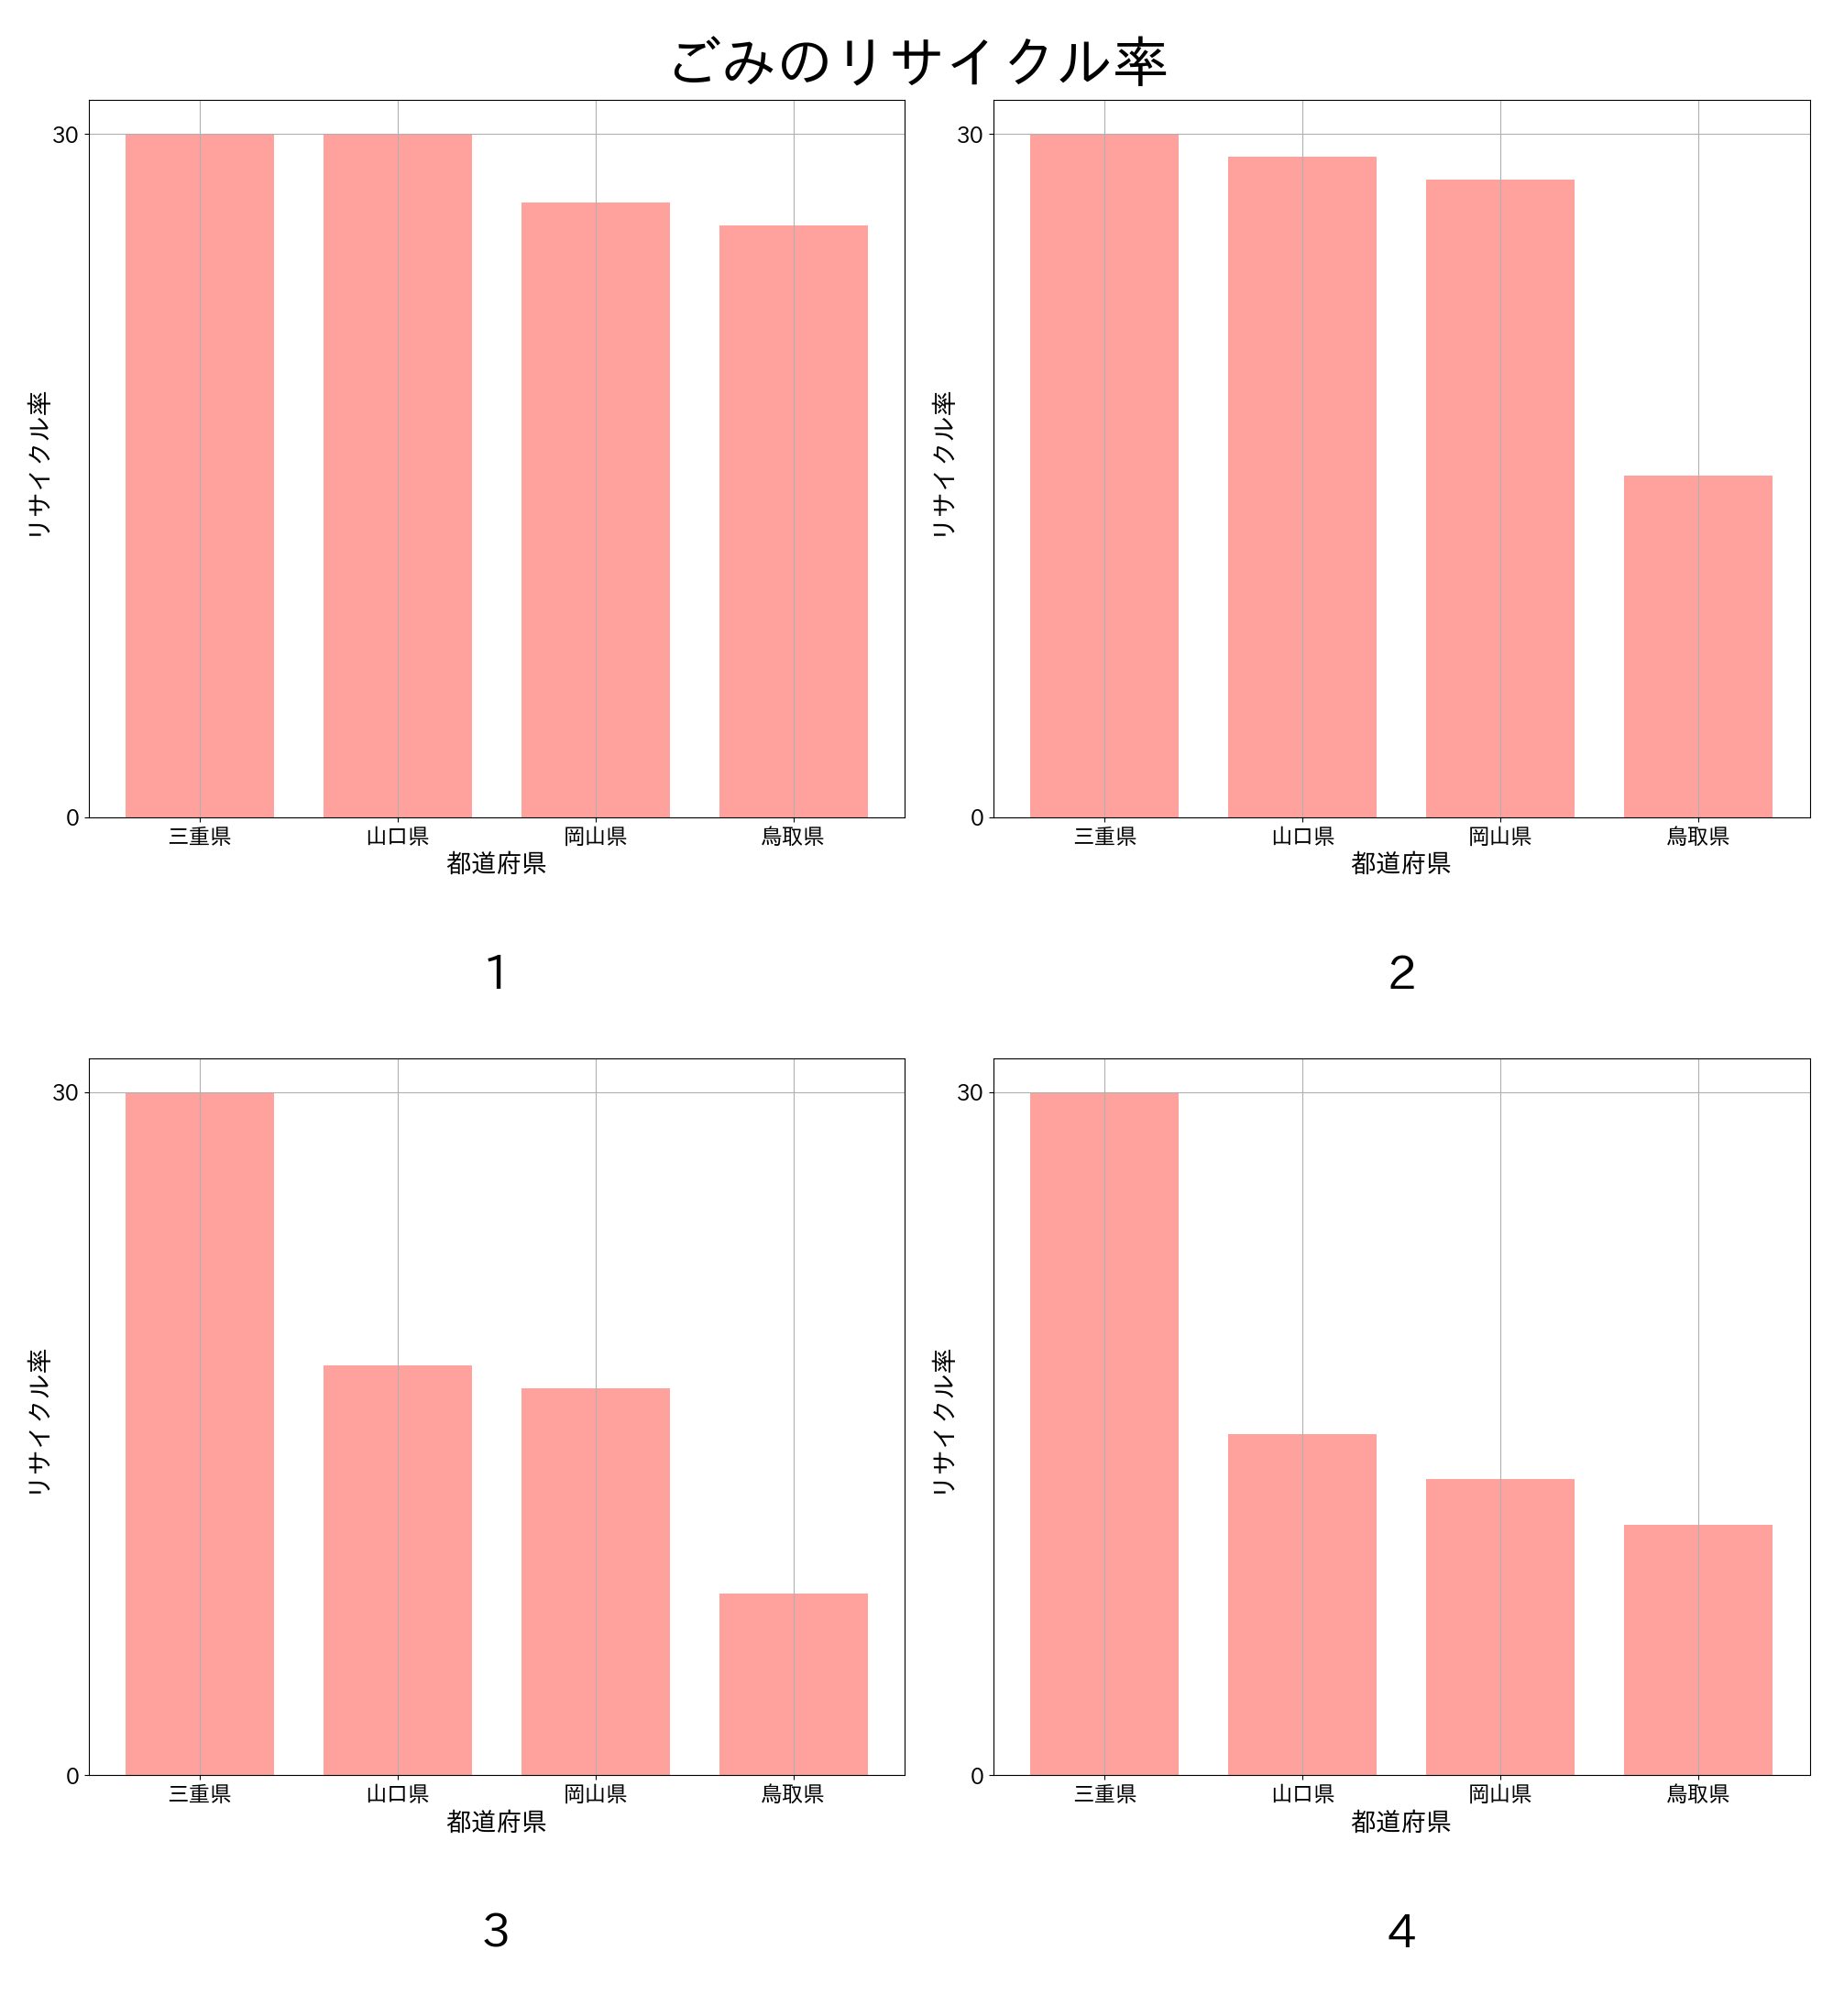 ごみのリサイクル率
リサイクル率
30
0
三重県 山口県 岡山県 鳥取県
都道府県
1
リサイクル率
30
0
三重県 山口県 岡山県 鳥取県
都道府県
2
リサイクル率
30
0
三重県 山口県 岡山県 鳥取県
都道府県
3
リサイクル率
30
0
三重県 山口県 岡山県 鳥取県
都道府県
4